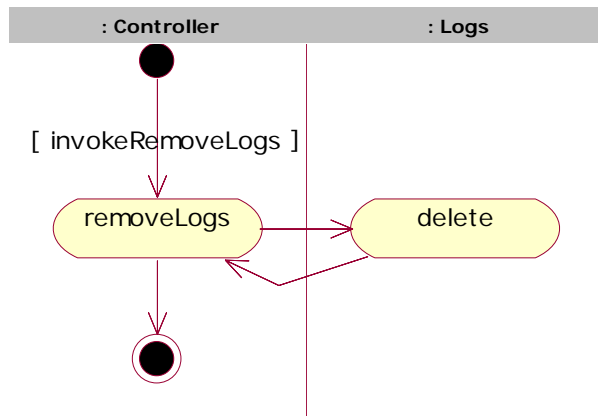 : Controller
: Logs
[ invokeRemoveLogs ]
removeLogs
delete